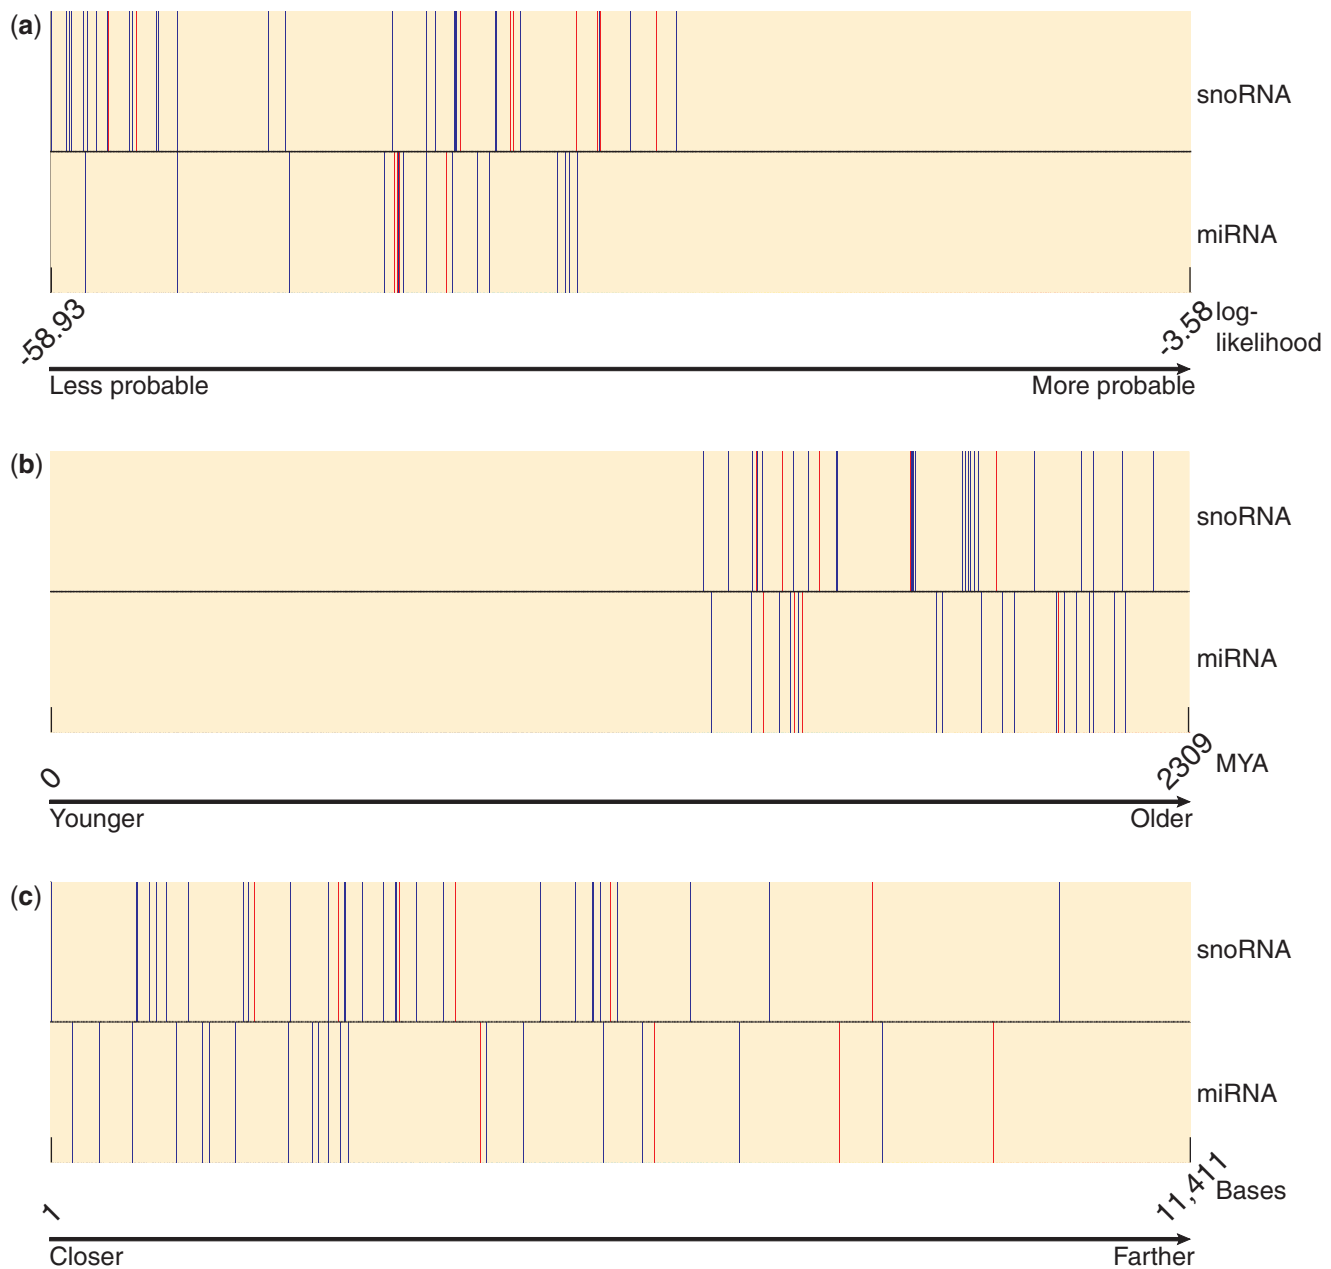 (a)
snoRNA
miRNA
-58.93
-3.58
log-
likelihood
Less probable
More probable
(b)
snoRNA
miRNA
0
2309
MYA
Younger
Older
(c)
snoRNA
miRNA
1
11,411
Bases
Closer
Farther